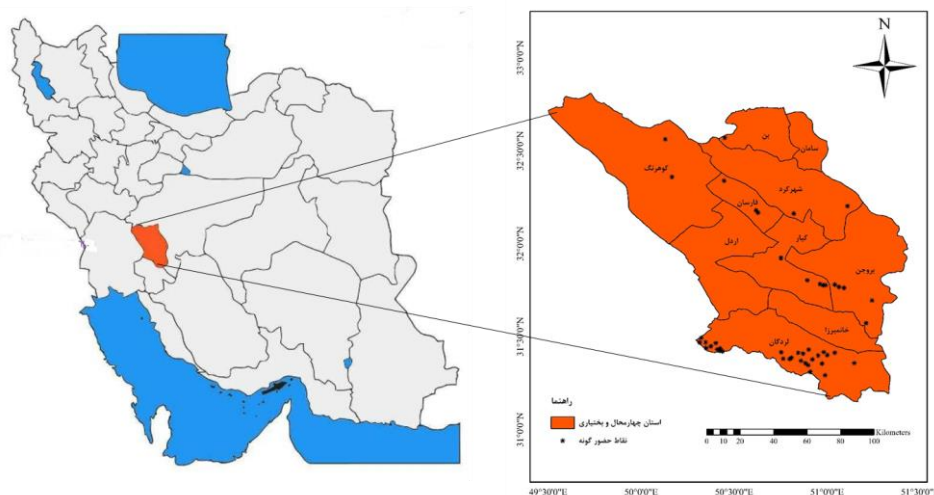 N
33°0'0"N
32°30'0"N
32°0'0"N
31°30'0"N
31°0'0"N
بن
سامان
کوهرنگ
شهرکرد
فارسان
کیار
اردل
بروجن
خانمیرزا
لردگان
راهنما
استان چهارمحال و بختیاری
نقاط حضور گونه
Kilometers
0 10 20 40 60 80 100
49°30'0"E 50°0'0"E 50°30'0"E 51°0'0"E 51°30'0"E